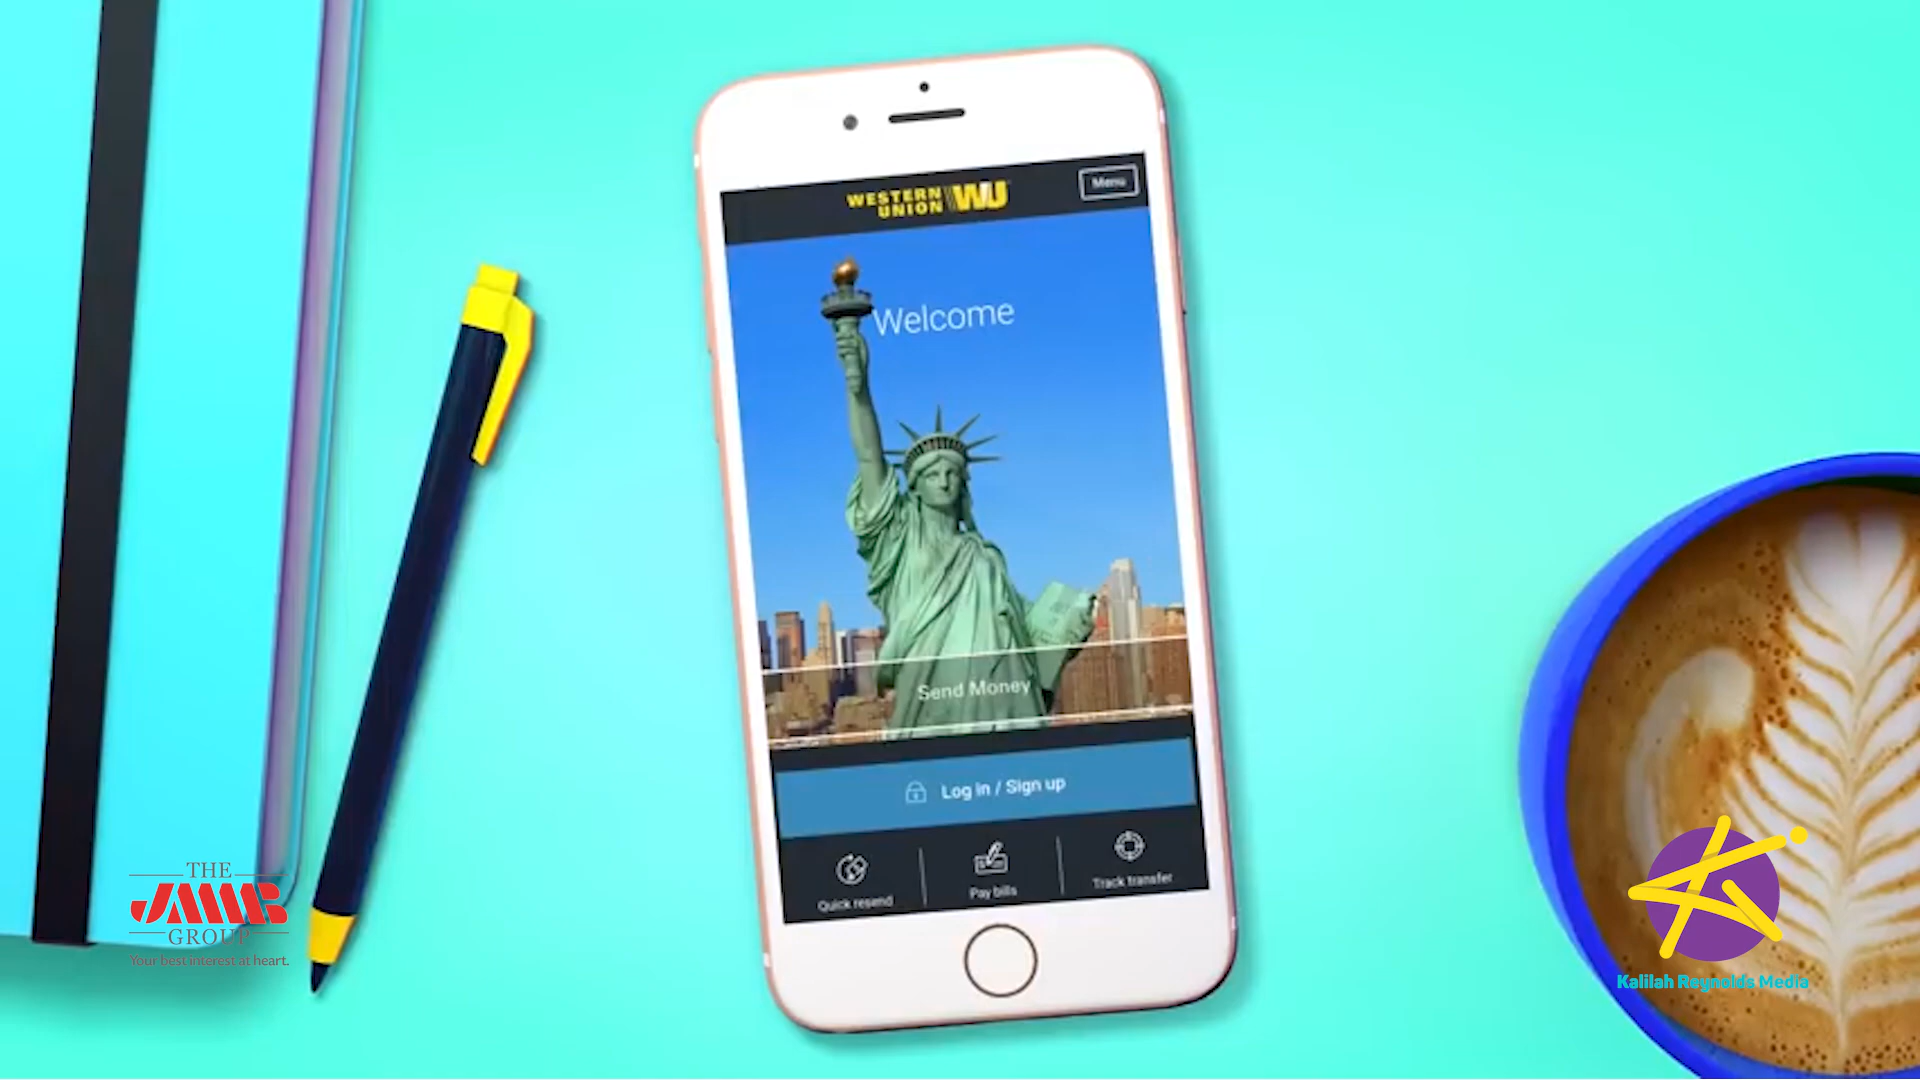 WESTERN
UNION WU
Menu
Welcome
Send Money
Log in / Sign up
Quick resend
Pay bills
Track transfer
THE
JMMB
GROUP
Your best interest at heart.
Kalilah Reynolds Media